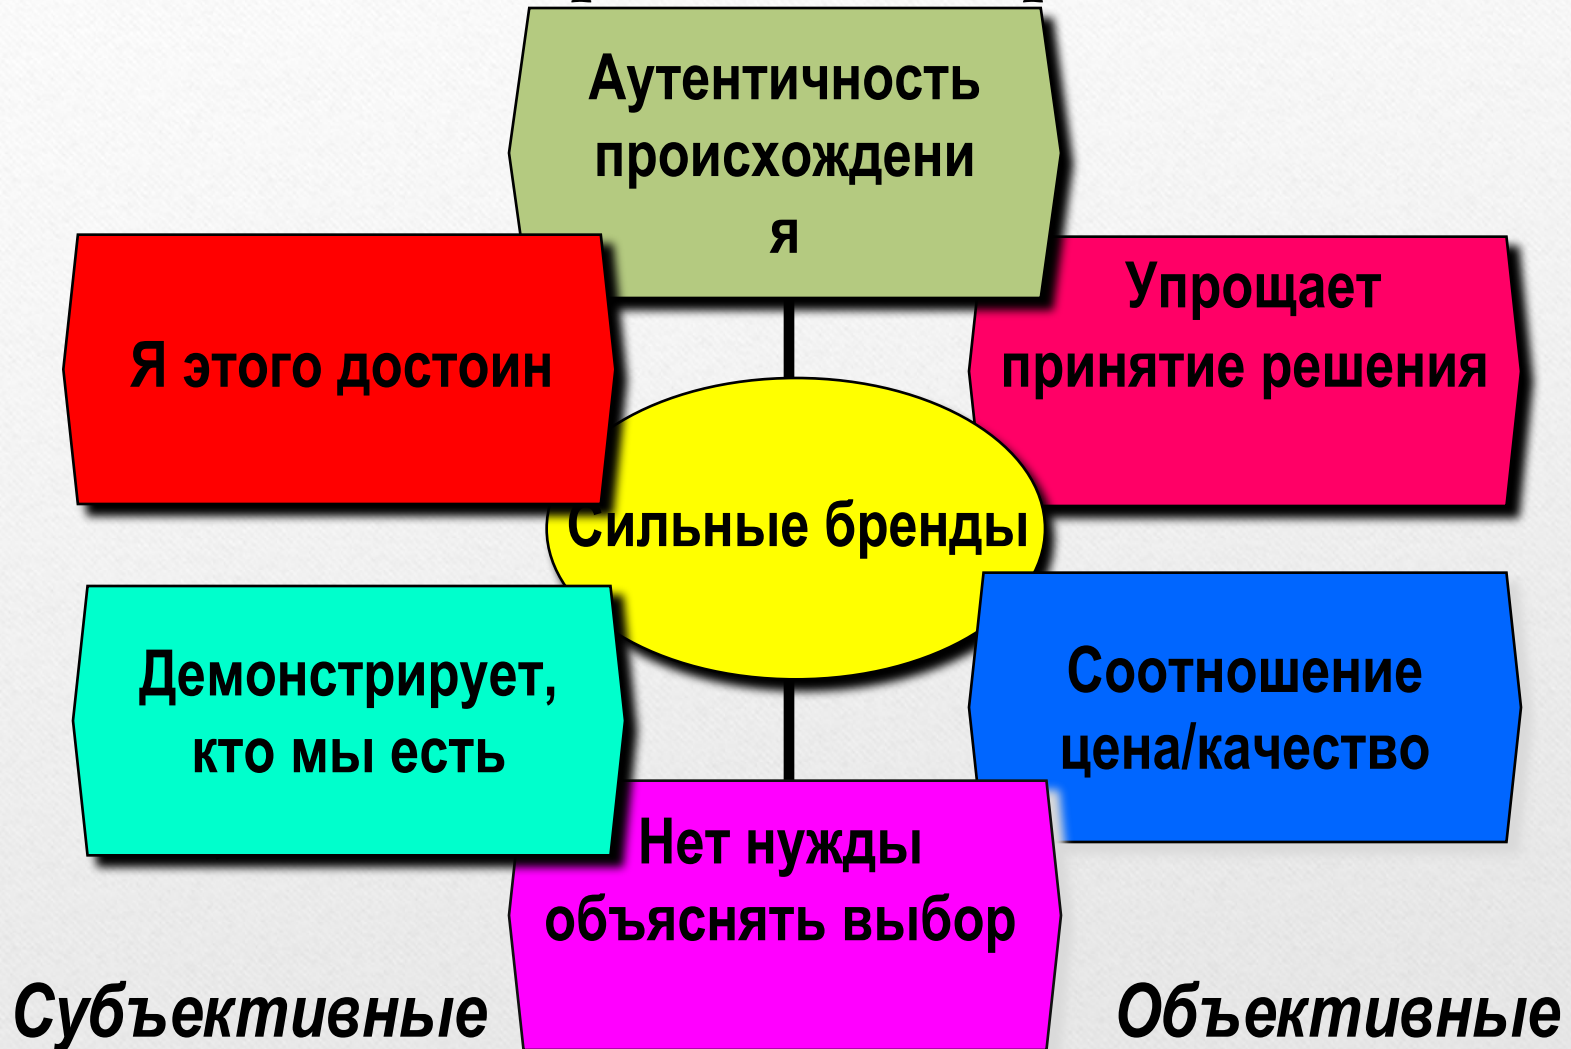 Аутентичность
происхождени
я
Я этого достоин
Упрощает
принятие решения
Сильные бренды
Демонстрирует,
кто мы есть
Соотношение
цена/качество
Нет нужды
объяснять выбор
Субъективные
Объективные